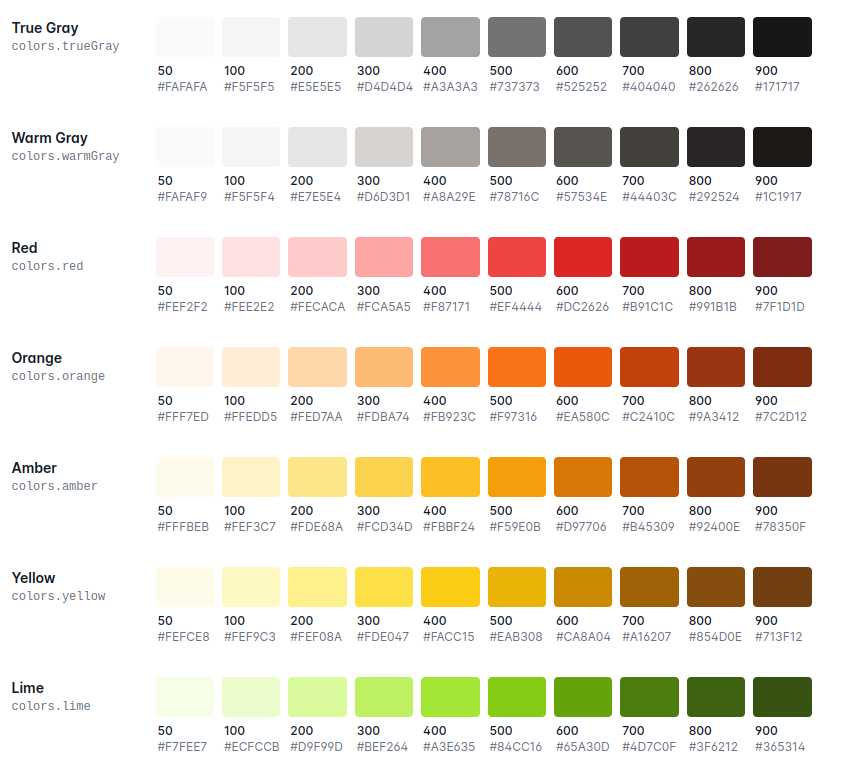 True Gray
colors.trueGray
50 100 200 300 400 500 600 700 800 900
#FAFAFA #F5F5F5 #E5E5E5 #D4D4D4 #A3A3A3 #737373 #525252 #404040 #262626 #171717
Warm Gray
colors.warmGray
50 100 200 300 400 500 600 700 800 900
#FAFAF9 #F5F5F4 #E7E5E4 #D6D3D1 #A8A29E #78716C #57534E #44403C #292524 #1C1917
Red
colors.red
50 100 200 300 400 500 600 700 800 900
#FEF2F2 #FEE2E2 #FECACA #FCA5A5 #F87171 #EF4444 #DC2626 #B91C1C #991B1B #7F1D1D
Orange
colors.orange
50 100 200 300 400 500 600 700 800 900
#FFF7ED #FFEDD5 #FED7AA #FDBA74 #FB923C #F97316 #EA580C #C2410C #9A3412 #7C2D12
Amber
colors.amber
50 100 200 300 400 500 600 700 800 900
#FFFBEB #FEF3C7 #FDE68A #FCD34D #FBBF24 #F59E0B #D97706 #B45309 #92400E #78350F
Yellow
colors.yellow
50 100 200 300 400 500 600 700 800 900
#FEFCE8 #FEF9C3 #FEF08A #FDE047 #FACC15 #EAB308 #CA8A04 #A16207 #854D0E #713F12
Lime
colors.lime
50 100 200 300 400 500 600 700 800 900
#F7FEE7 #ECFCCB #D9F99D #BEF264 #A3E635 #84CC16 #65A30D #4D7C0F #3F6212 #365314